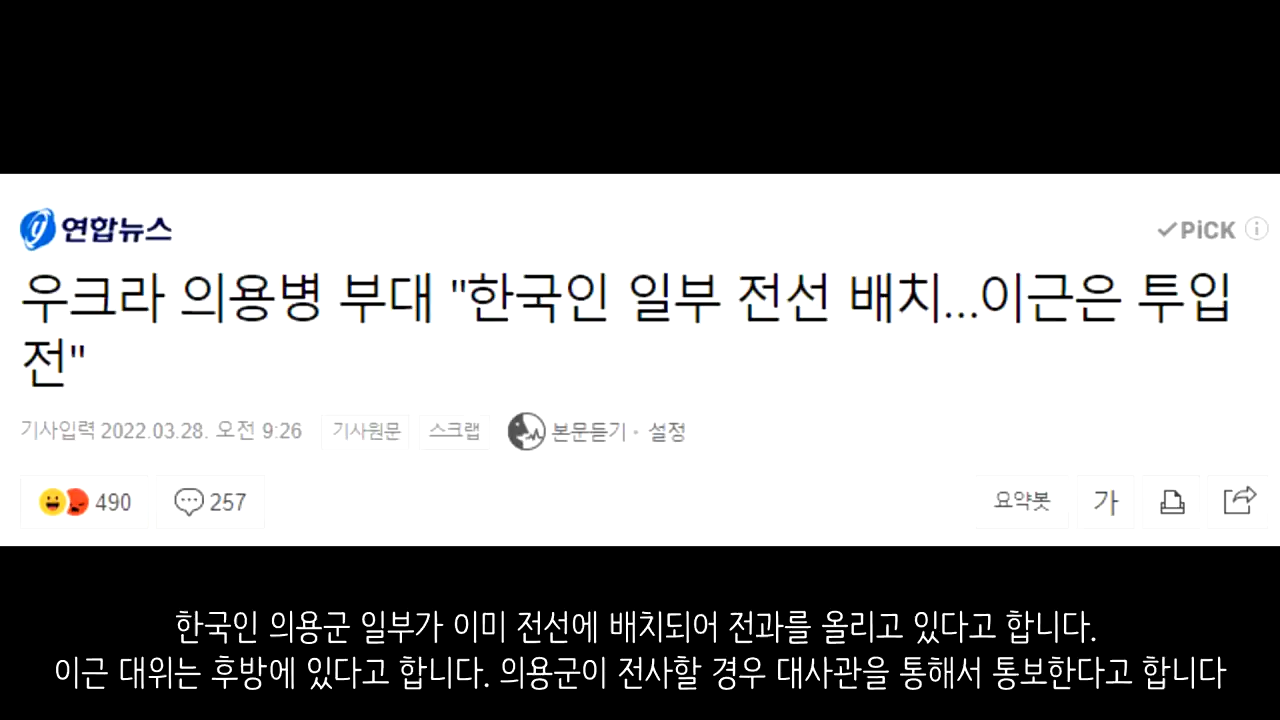 연합뉴스
PiCK
우크라 의용병 부대 "한국인 일부 전선 배치...이근은 투입
전"
기사입력 2022.03.28. 오전 9:26 기사원문 스크랩 본문듣기 · 설정
490 257 요약봇 가
한국인 의용군 일부가 이미 전선에 배치되어 전과를 올리고 있다고 합니다.
이근 대위는 후방에 있다고 합니다. 의용군이 전사할 경우 대사관을 통해서 통보한다고 합니다